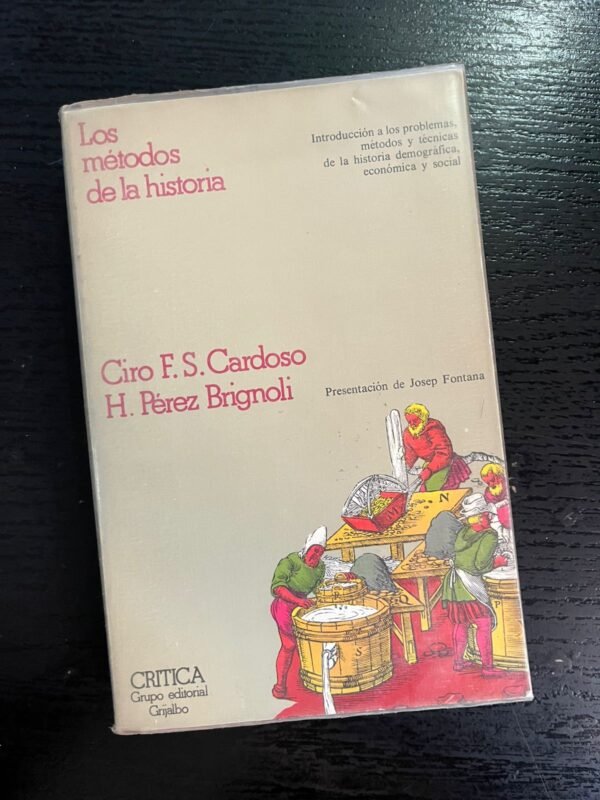 Los
métodos
de la historia
Introducción a los problemas,
métodos y técnicas
de la historia demográfica,
económica y social
Ciro F. S. Cardoso
H. Pérez Brignoli
Presentación de Josep Fontana
N
Q
P
S
CRITICA
Grupo editorial
Grijalbo